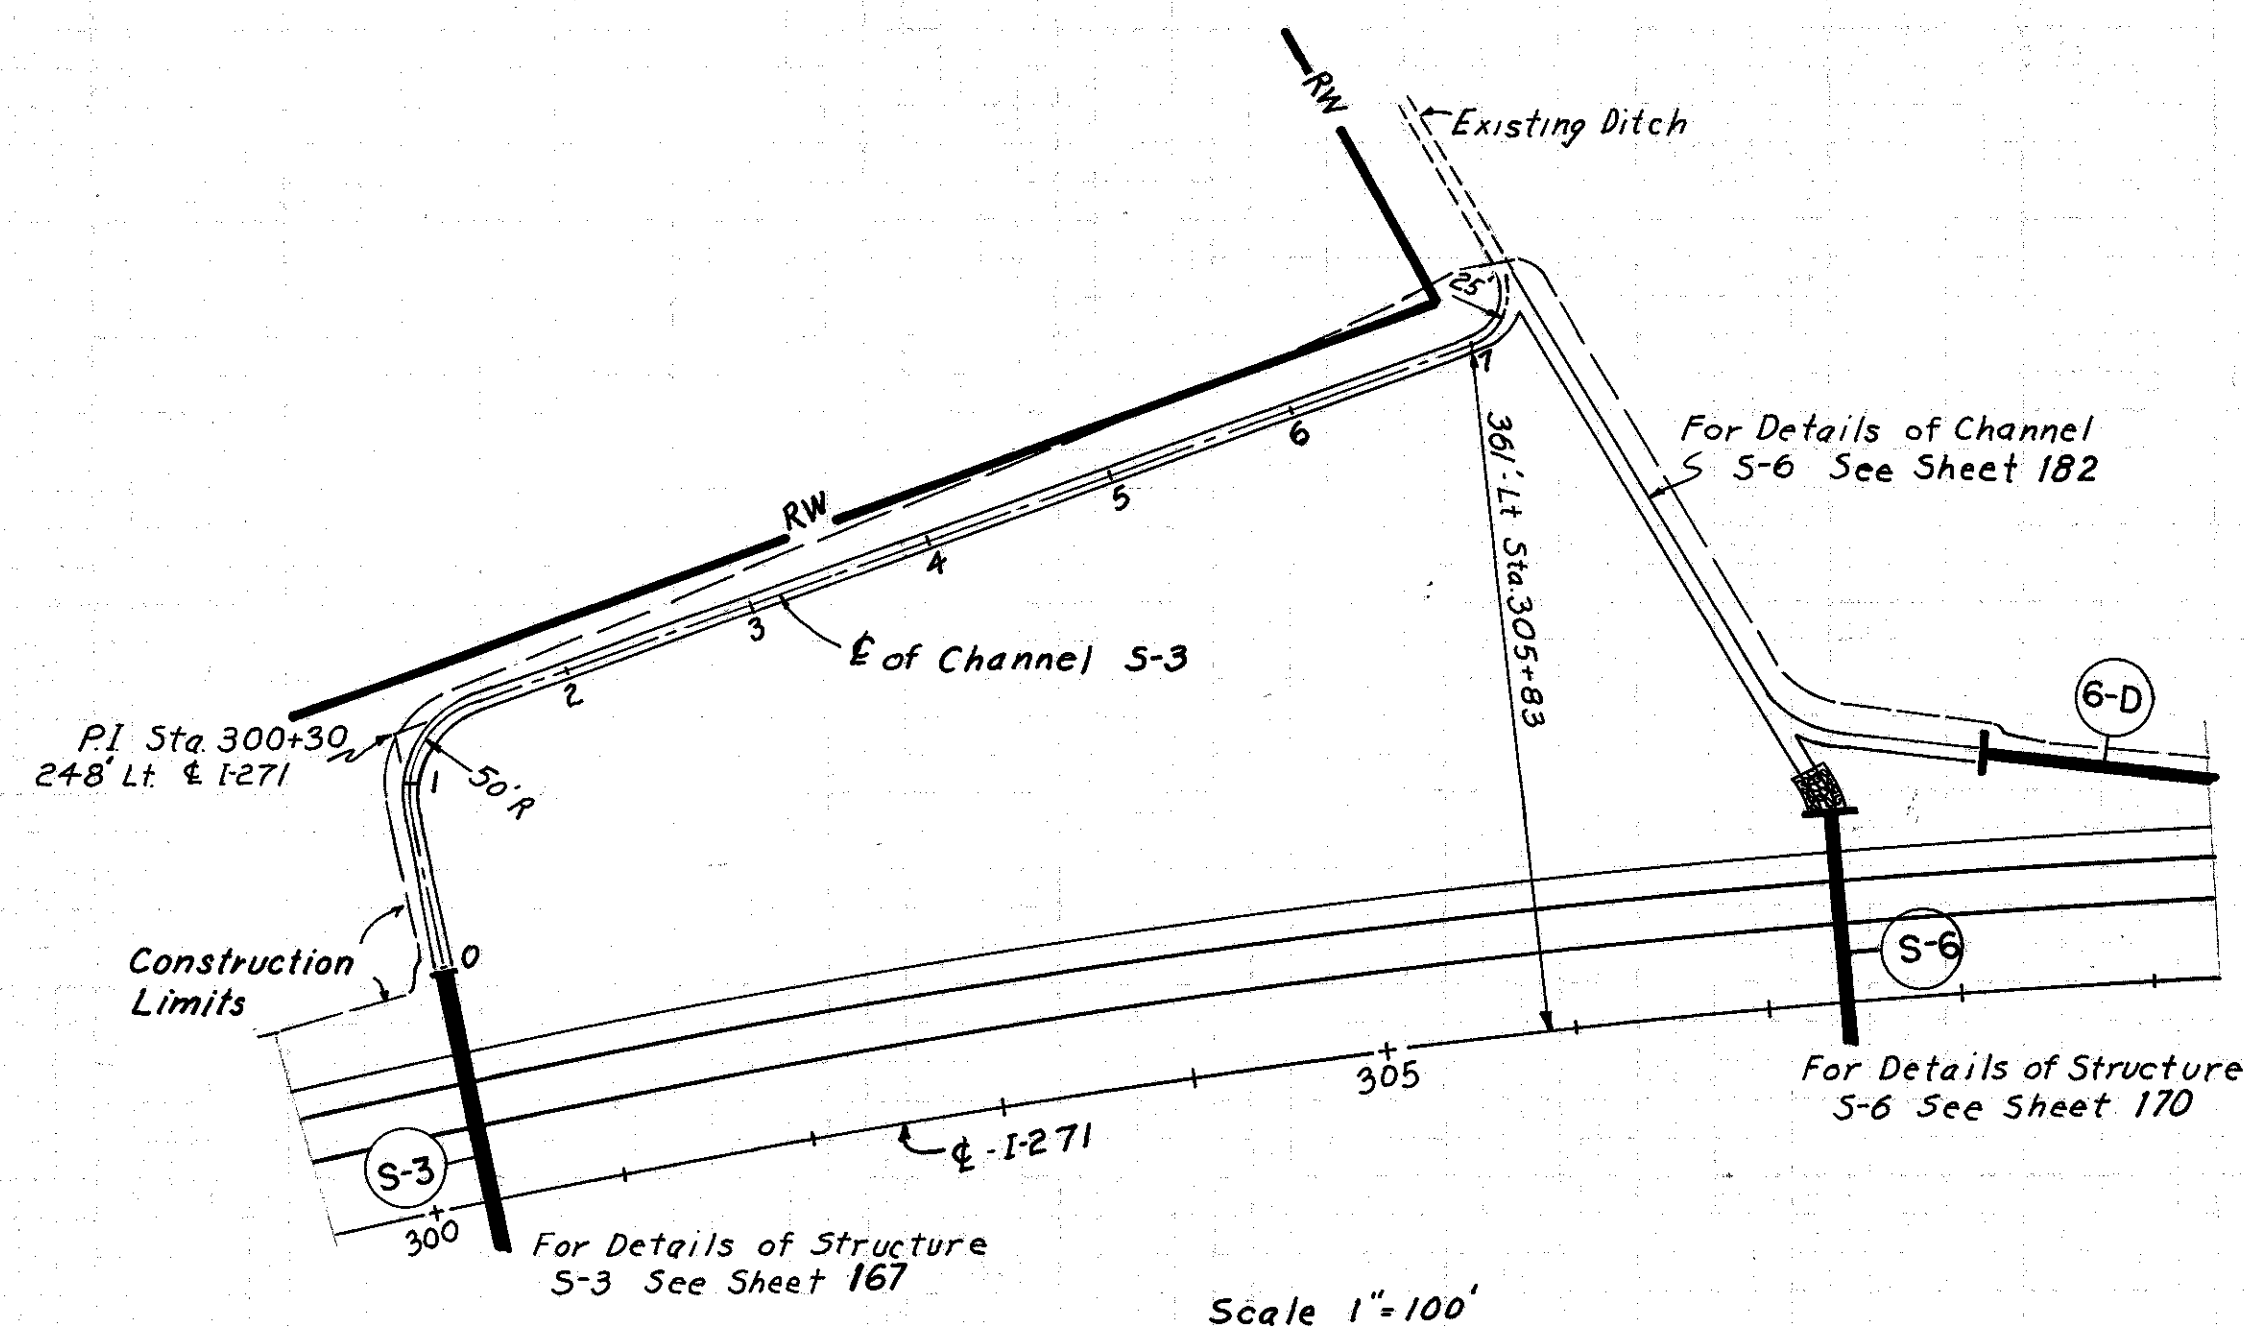 RW
Existing Ditch
25'
7
For Details of Channel
S-6 See Sheet 182
6
361' Lt Sta. 305+83
5
RW
4
3
℄ of Channel S-3
2
6-D
P.I Sta. 300+30
248' Lt. ℄ I-271
1
50' R
Construction
Limits
0
S-6
305
For Details of Structure
S-6 See Sheet 170
℄ - I-271
S-3
300
For Details of Structure
S-3 See Sheet 167
Scale 1"=100'